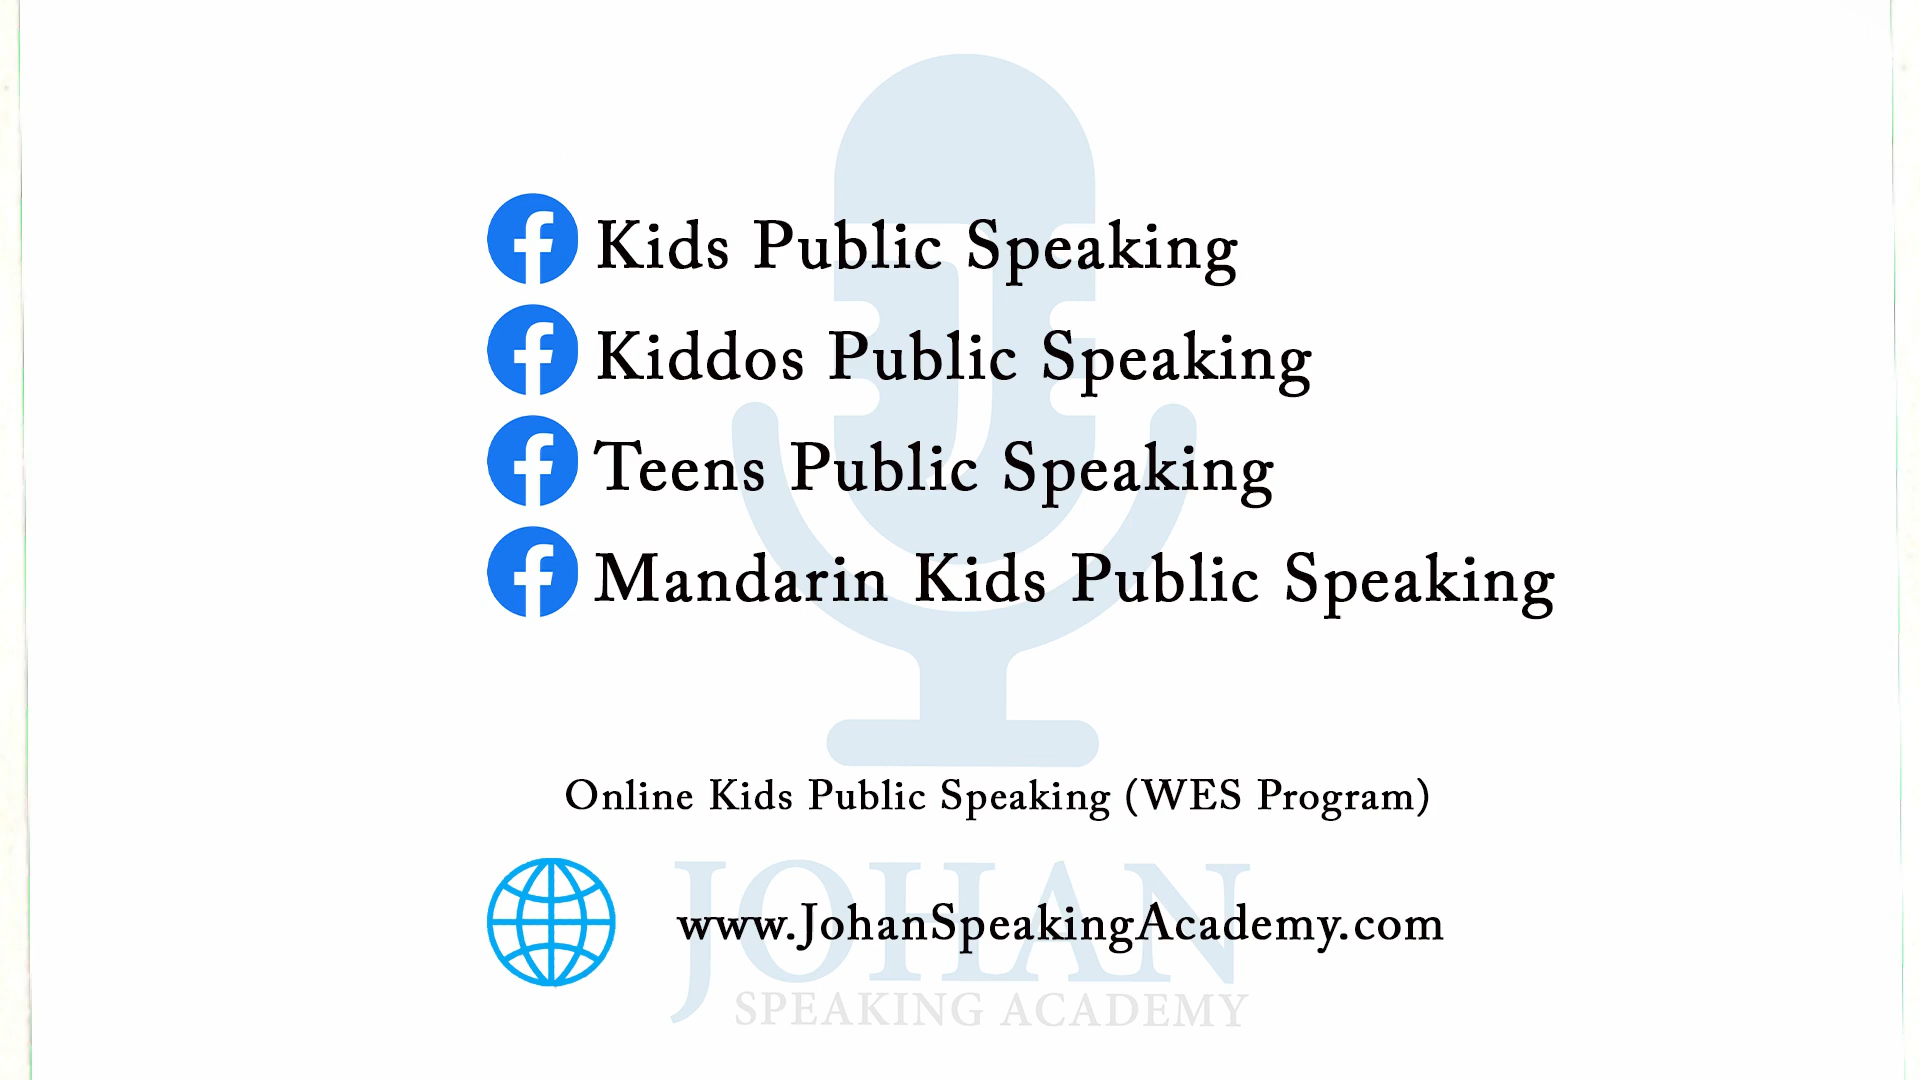 Kids Public Speaking
Kiddos Public Speaking
Teens Public Speaking
Mandarin Kids Public Speaking
Online Kids Public Speaking (WES Program)
www.JohanSpeakingAcademy.com
JOHAN
SPEAKING ACADEMY